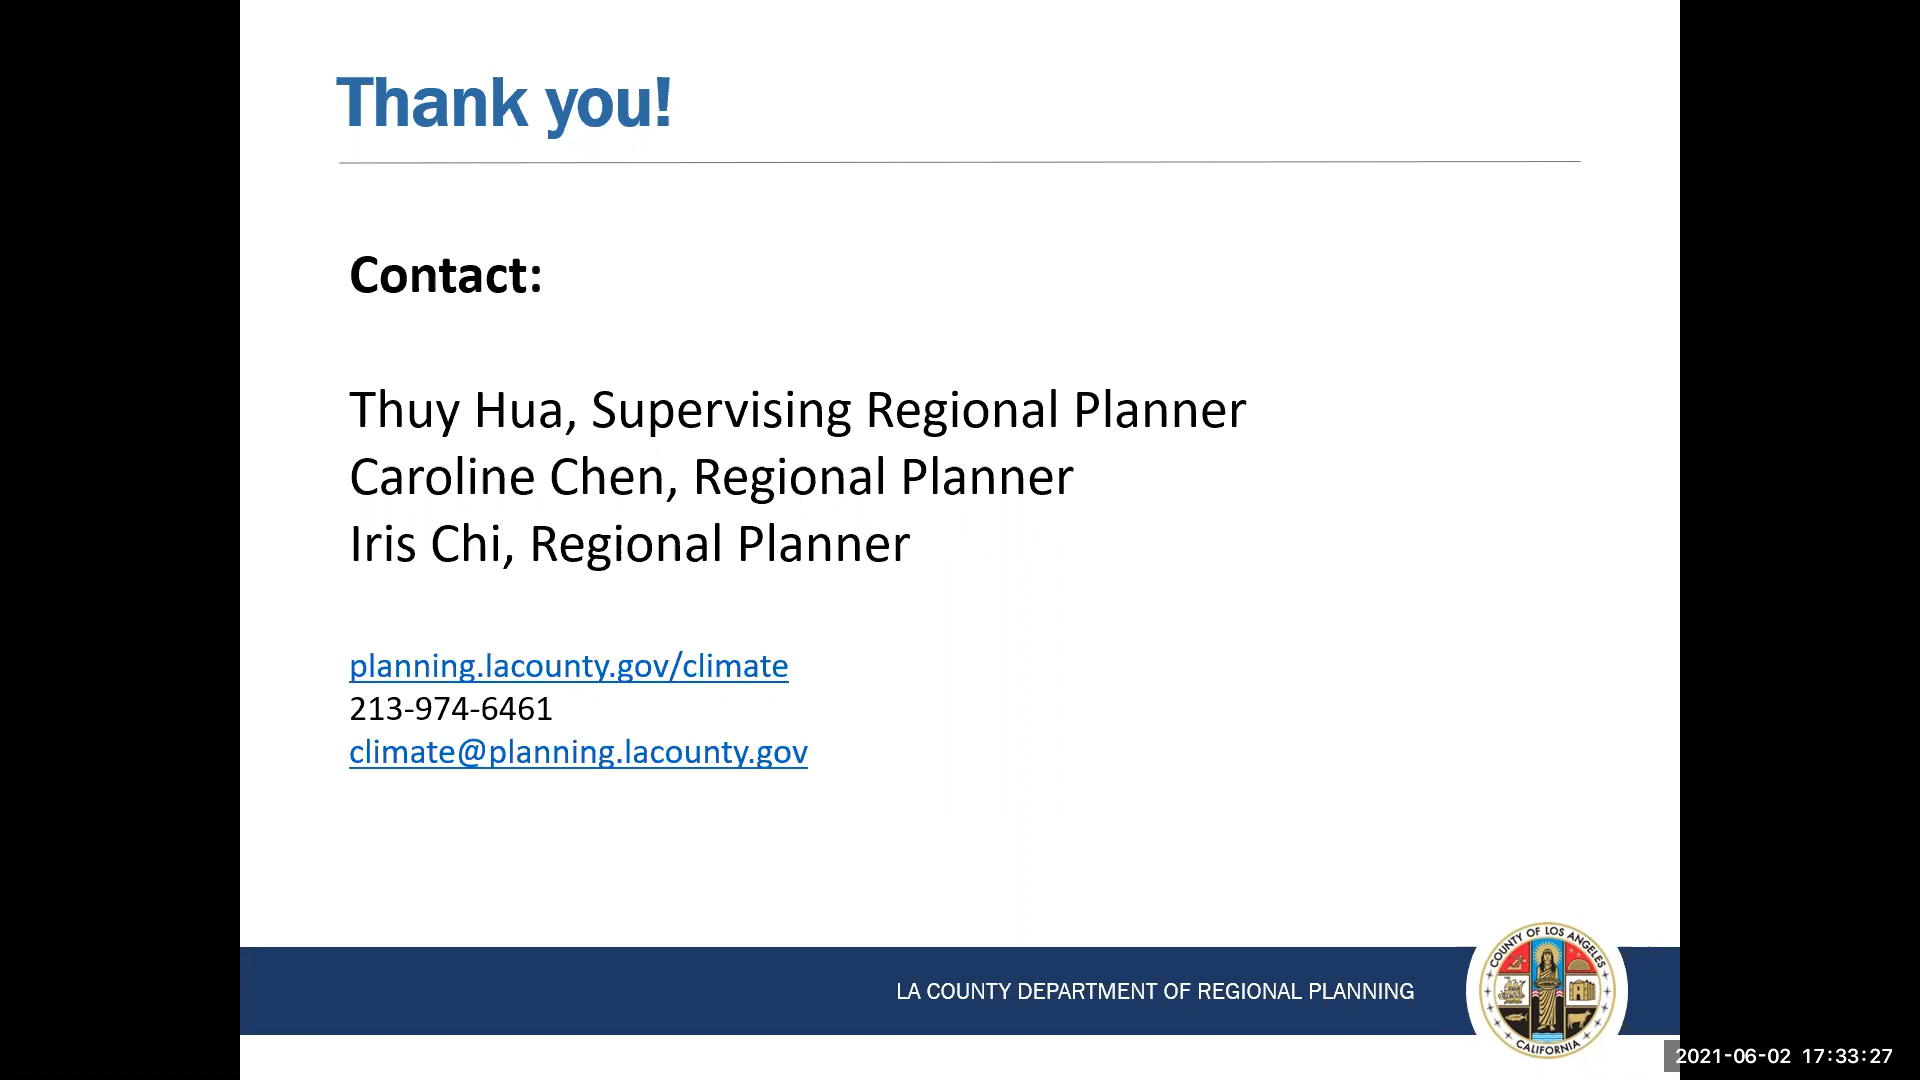 Thank you!
Contact:
Thuy Hua, Supervising Regional Planner
Caroline Chen, Regional Planner
Iris Chi, Regional Planner
planning.lacounty.gov/climate
213-974-6461
climate@planning.lacounty.gov
LA COUNTY DEPARTMENT OF REGIONAL PLANNING
COUNTY OF LOS ANGELES
CALIFORNIA
2021-06-02 17:33:27